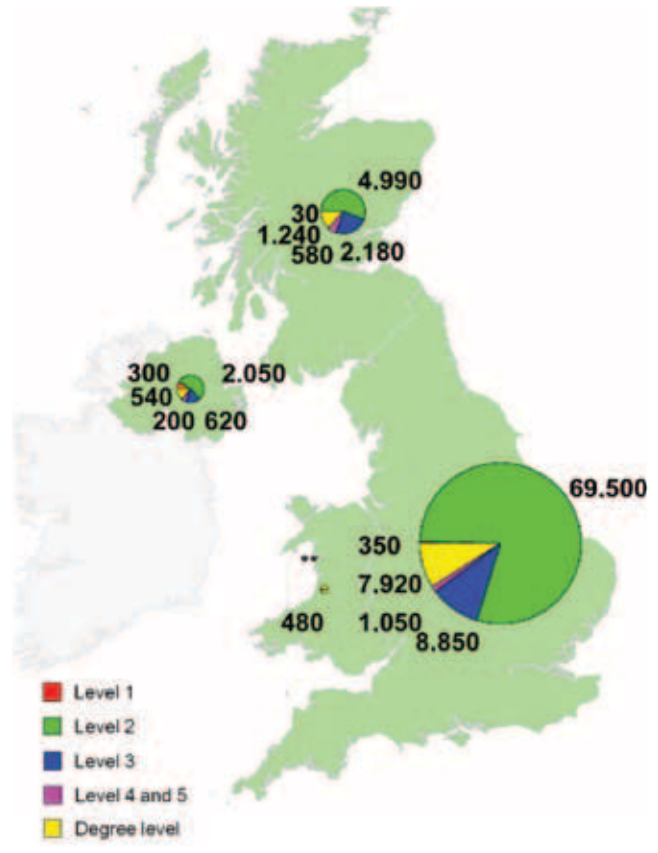 4.990
30
1.240
580 2.180
300 2.050
540
200 620
69.500
350
**
7.920
480 1.050
8.850
Level 1
Level 2
Level 3
Level 4 and 5
Degree level